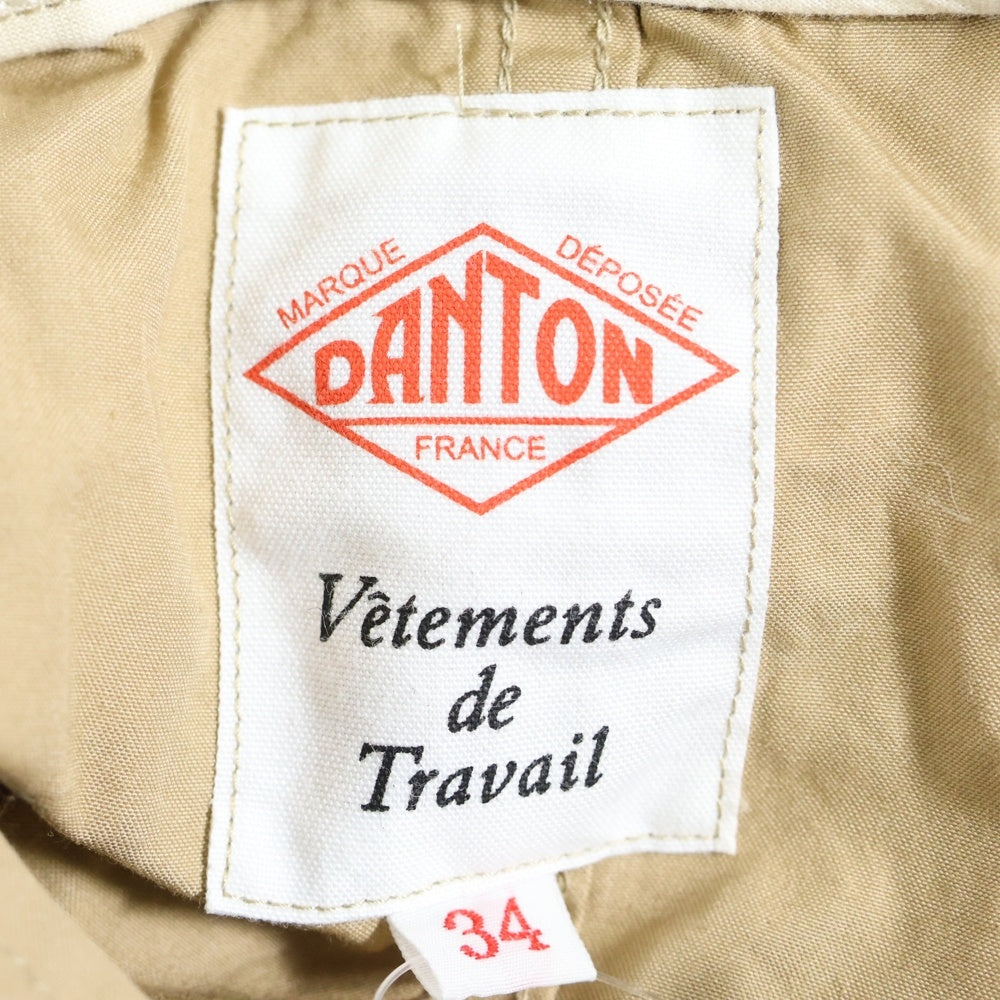 MARQUE DÉPOSÉE
DANTON
FRANCE
Vêtements
de
Travail
34